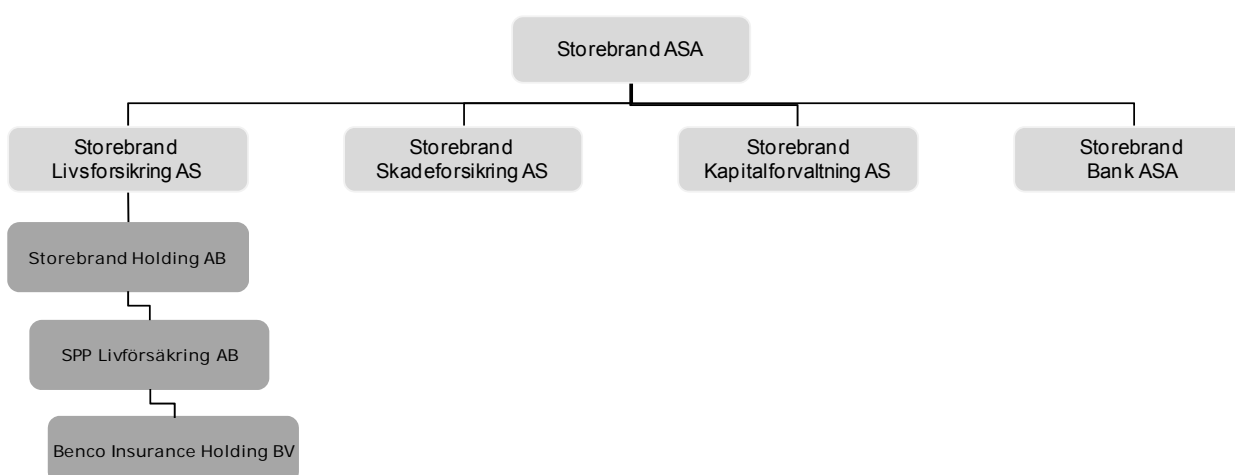 Storebrand ASA
Storebrand
Livsforsikring AS
Storebrand
Skadeforsikring AS
Storebrand
Kapitalforvaltning AS
Storebrand
Bank ASA
Storebrand Holding AB
SPP Livförsäkring AB
Benco Insurance Holding BV